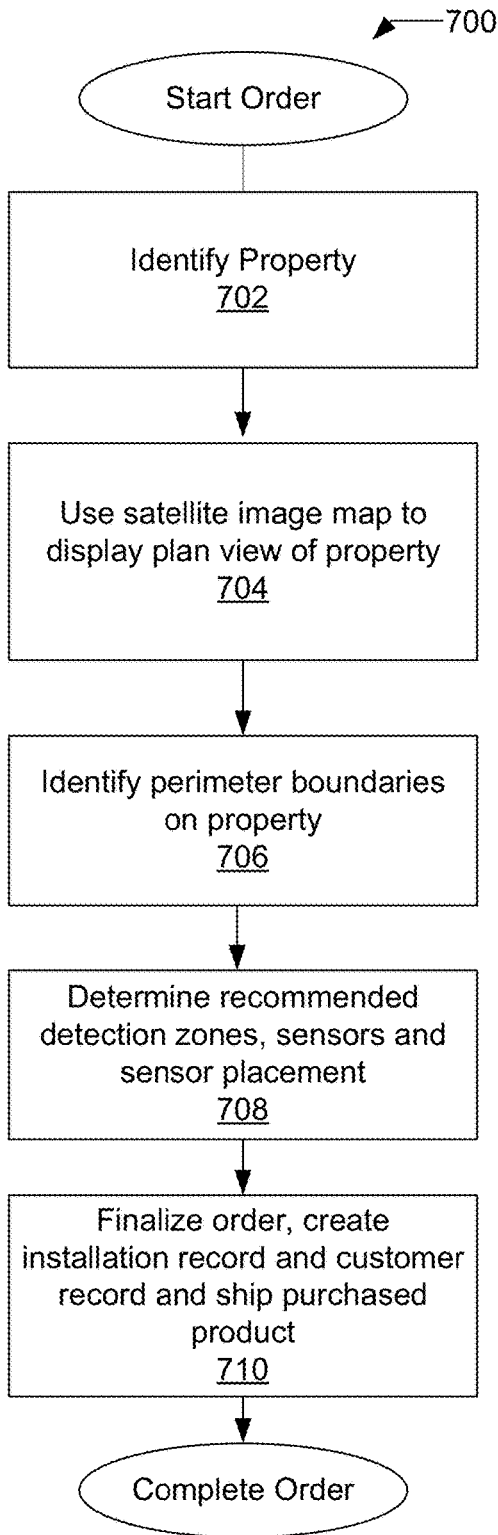 700
Start Order
Identify Property
702
Use satellite image map to
display plan view of property
704
Identify perimeter boundaries
on property
706
Determine recommended
detection zones, sensors and
sensor placement
708
Finalize order, create
installation record and customer
record and ship purchased
product
710
Complete Order